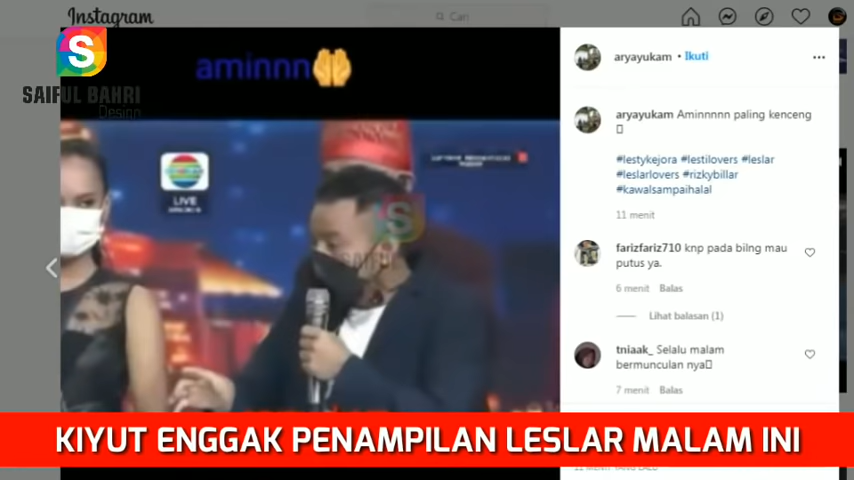 Instagram
Cari
SAIFUL BAHRI
Design
aminnn🤲
LIVE
aryayukam • Ikuti
aryayukam Aminnnnn paling kenceng
#lestykejora #lestilovers #leslar
#leslarlovers #rizkybillar
#kawalsampaihalal
11 menit
farizfariz710 knp pada bilng mau
putus ya.
6 menit Balas
Lihat balasan (1)
tniaak_ Selalu malam
bermunculan nya
7 menit Balas
KIYUT ENGGAK PENAMPILAN LESLAR MALAM INI